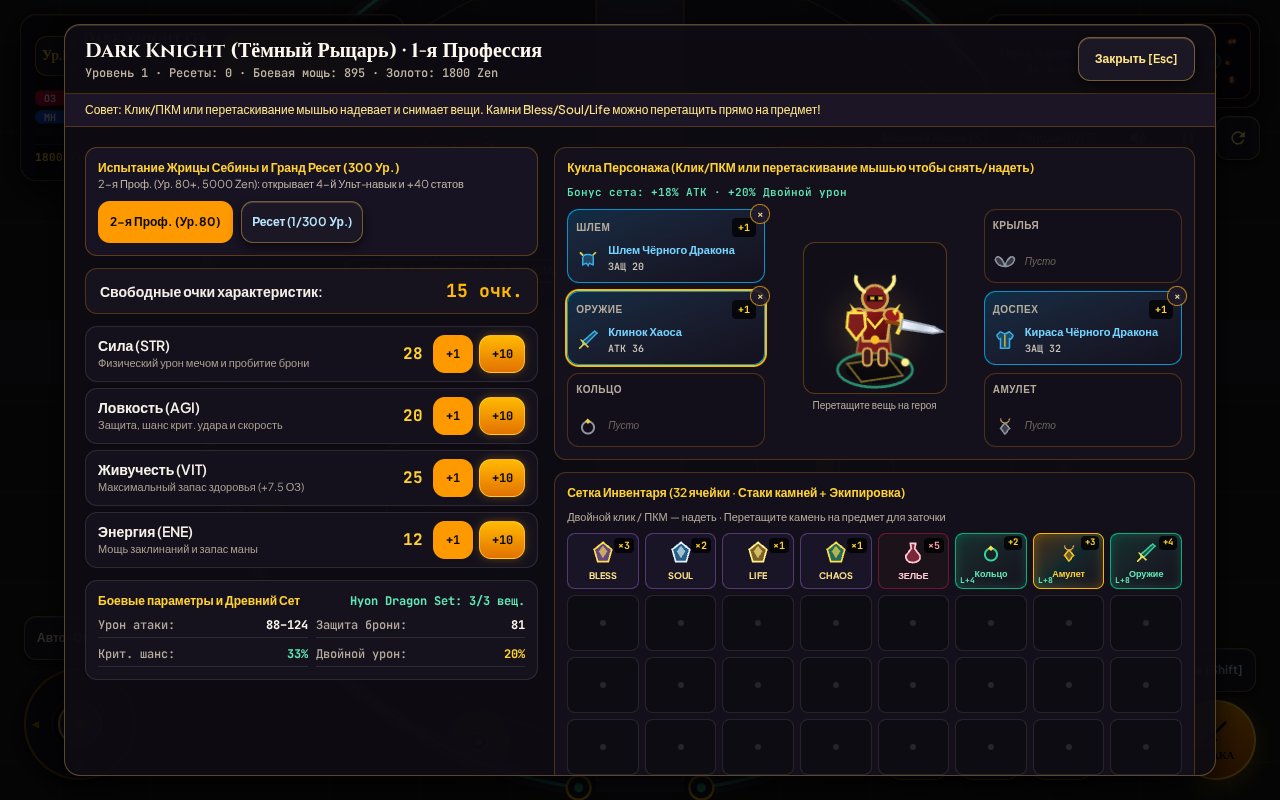 Dark Knight (Тёмный Рыцарь) · 1-я Профессия
Уровень 1 · Ресеты: 0 · Боевая мощь: 895 · Золото: 1800 Zen
Закрыть [Esc]
Совет: Клик/ПКМ или перетаскивание мышью надевает и снимает вещи. Камни Bless/Soul/Life можно перетащить прямо на предмет!
Испытание Жрицы Себины и Гранд Ресет (300 Ур.)
2-я Проф. (Ур. 80+, 5000 Zen): открывает 4-й Ульт-навык и +40 статов
2-я Проф. (Ур.80)
Ресет (1/300 Ур.)
Свободные очки характеристик:
15 очк.
Сила (STR)
Физический урон мечом и пробитие брони
28
+1
+10
Ловкость (AGI)
Защита, шанс крит. удара и скорость
20
+1
+10
Живучесть (VIT)
Максимальный запас здоровья (+7.5 ОЗ)
25
+1
+10
Энергия (ENE)
Мощь заклинаний и запас маны
12
+1
+10
Боевые параметры и Древний Сет
Hyon Dragon Set: 3/3 вещ.
Урон атаки: 88–124
Защита брони: 81
Крит. шанс: 33%
Двойной урон: 20%
Кукла Персонажа (Клик/ПКМ или перетаскивание мышью чтобы снять/надеть)
Бонус сета: +18% АТК · +20% Двойной урон
ШЛЕМ
+1
×
Шлем Чёрного Дракона
ЗАЩ 20
ОРУЖИЕ
+1
×
Клинок Хаоса
АТК 36
КОЛЬЦО
Пусто
Перетащите вещь на героя
КРЫЛЬЯ
Пусто
ДОСПЕХ
+1
×
Кираса Чёрного Дракона
ЗАЩ 32
АМУЛЕТ
Пусто
Сетка Инвентаря (32 ячейки · Стаки камней + Экипировка)
Двойной клик / ПКМ — надеть · Перетащите камень на предмет для заточки
×3
BLESS
×2
SOUL
×1
LIFE
×1
CHAOS
×5
ЗЕЛЬЕ
+2
Кольцо
L+4
+3
Амулет
L+8
+4
Оружие
L+8
Ур.
ОЗ
МН
1800
Авто
Shift]